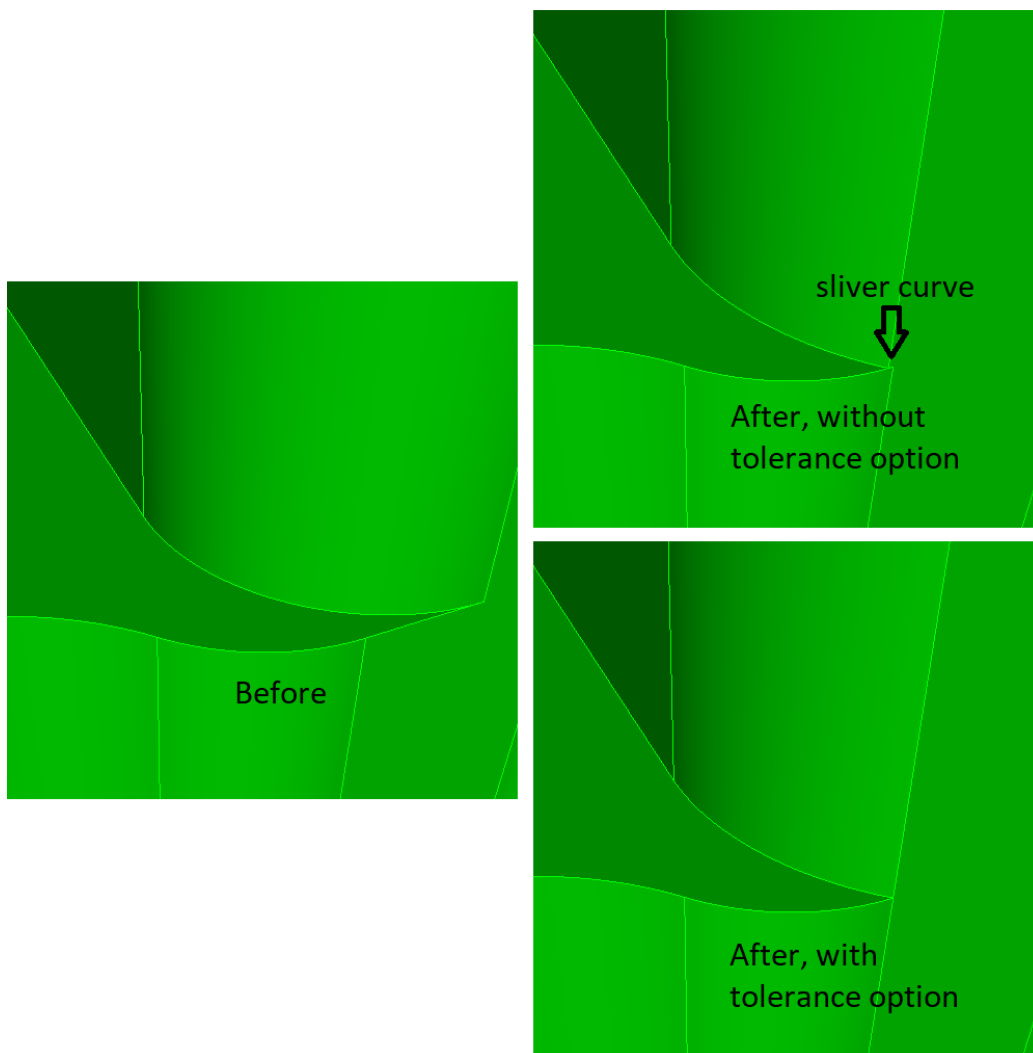 Before
sliver curve
After, without
tolerance option
After, with
tolerance option